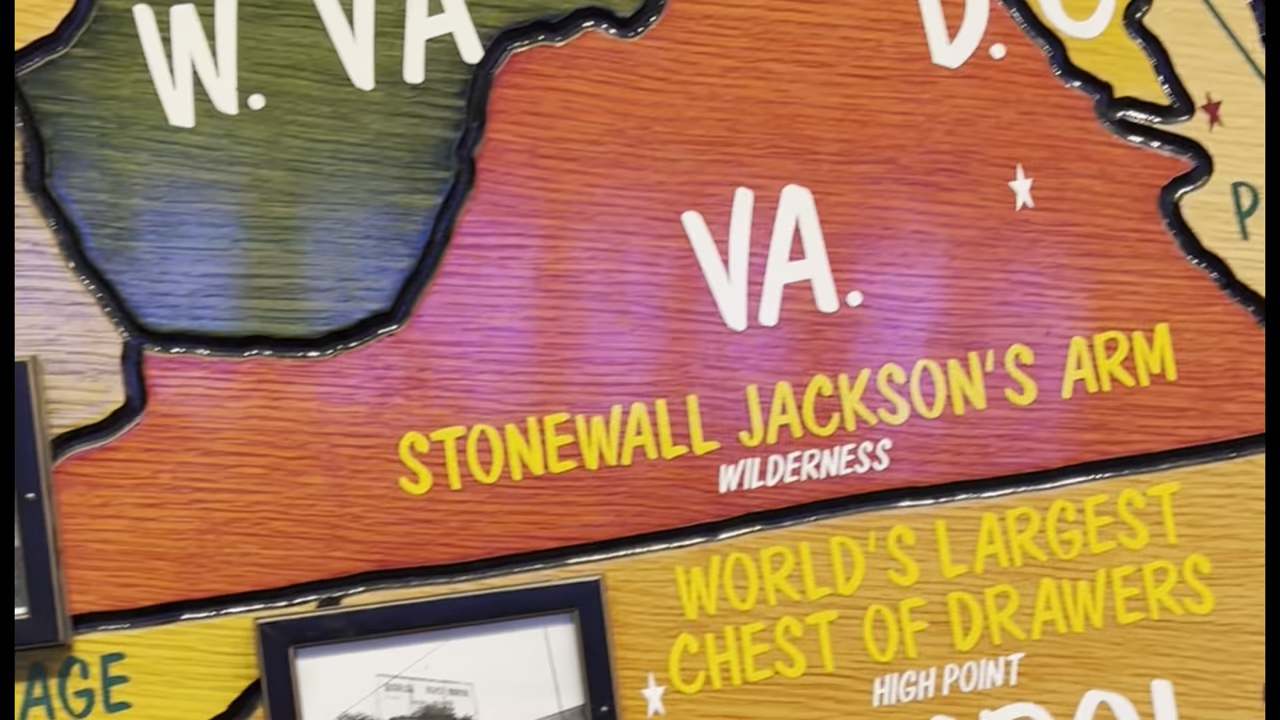 W. VA
D.C
VA.
P
STONEWALL JACKSON'S ARM
WILDERNESS
WORLD'S LARGEST
CHEST OF DRAWERS
HIGH POINT
AGE